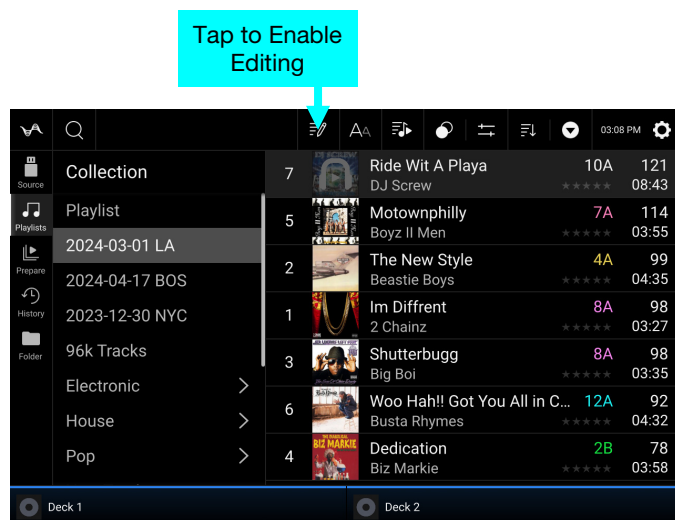 Tap to Enable
Editing
AA
03:08 PM
Source
Playlists
Prepare
History
Folder
Collection
Playlist
2024-03-01 LA
2024-04-17 BOS
2023-12-30 NYC
96k Tracks
Electronic
House
Pop
7 Ride Wit A Playa 10A 121
DJ Screw 08:43
5 Motownphilly 7A 114
Boyz II Men 03:55
2 The New Style 4A 99
Beastie Boys 04:35
1 Im Diffrent 8A 98
2 Chainz 03:27
3 Shutterbugg 8A 98
Big Boi 03:35
6 Woo Hah!! Got You All in C... 12A 92
Busta Rhymes 04:32
4 Dedication 2B 78
BIZ MARKIE
Biz Markie 03:58
Deck 1
Deck 2